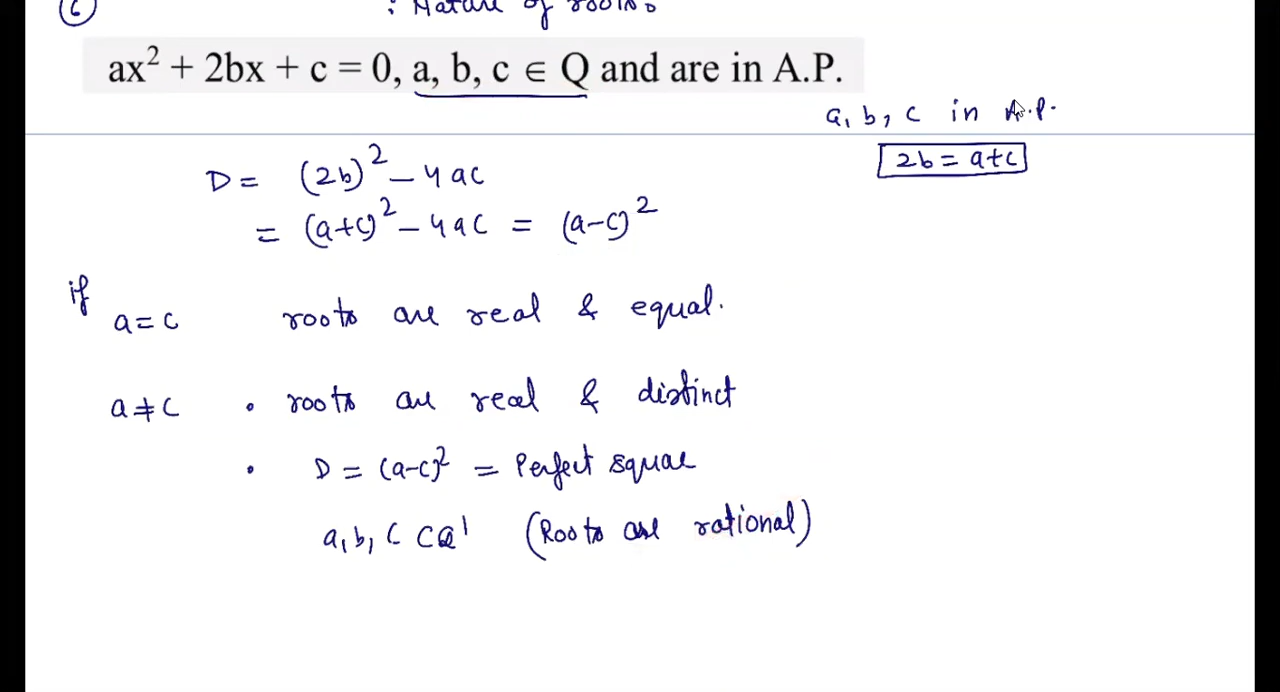 6 : Nature of roots
ax² + 2bx + c = 0, a, b, c ∈ Q and are in A.P.
a, b, c in A.P.
2b = a+c
D = (2b)² - 4ac
= (a+c)² - 4ac = (a-c)²
if
a = c roots are real & equal.
a ≠ c • roots are real & distinct
• D = (a-c)² = Perfect square
a, b, c (Roots are rational)